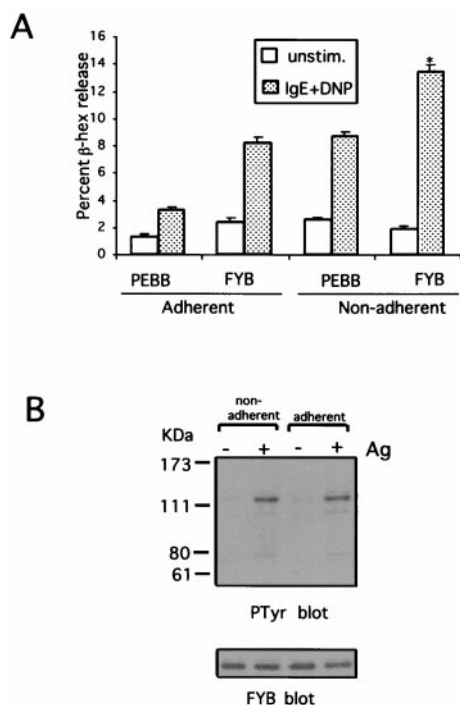 A
Percent β-hex release
16
14
12
10
8
6
4
2
0
unstim.
IgE+DNP
*
PEBB FYB PEBB FYB
Adherent Non-adherent
B
non-
adherent adherent
KDa - + - + Ag
173
111
80
61
PTyr blot
FYB blot